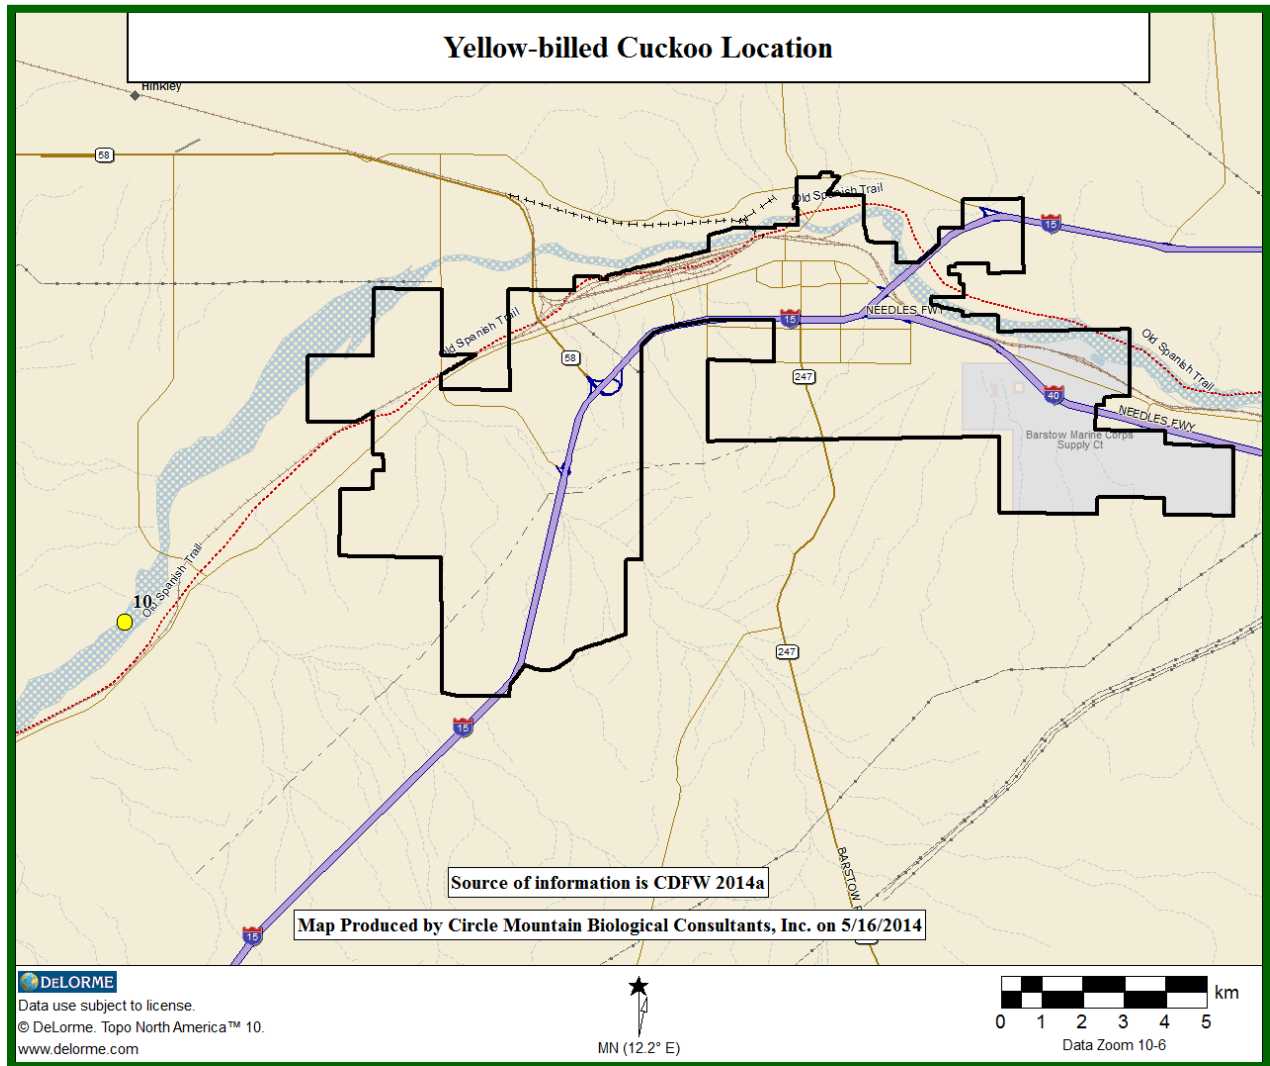 Yellow-billed Cuckoo Location
Hinkley
58
Old Spanish Trail
15
Old Spanish Trail
NEEDLES FWY
15
58
247
Old Spanish Trail
40
NEEDLES FWY
Barstow Marine Corps
Supply Ct
Old Spanish Trail
10
247
15
BARSTOW
Source of information is CDFW 2014a
Map Produced by Circle Mountain Biological Consultants, Inc. on 5/16/2014
15
DELORME
Data use subject to license.
© DeLorme. Topo North America™ 10.
www.delorme.com
MN (12.2° E)
km
0 1 2 3 4 5
Data Zoom 10-6